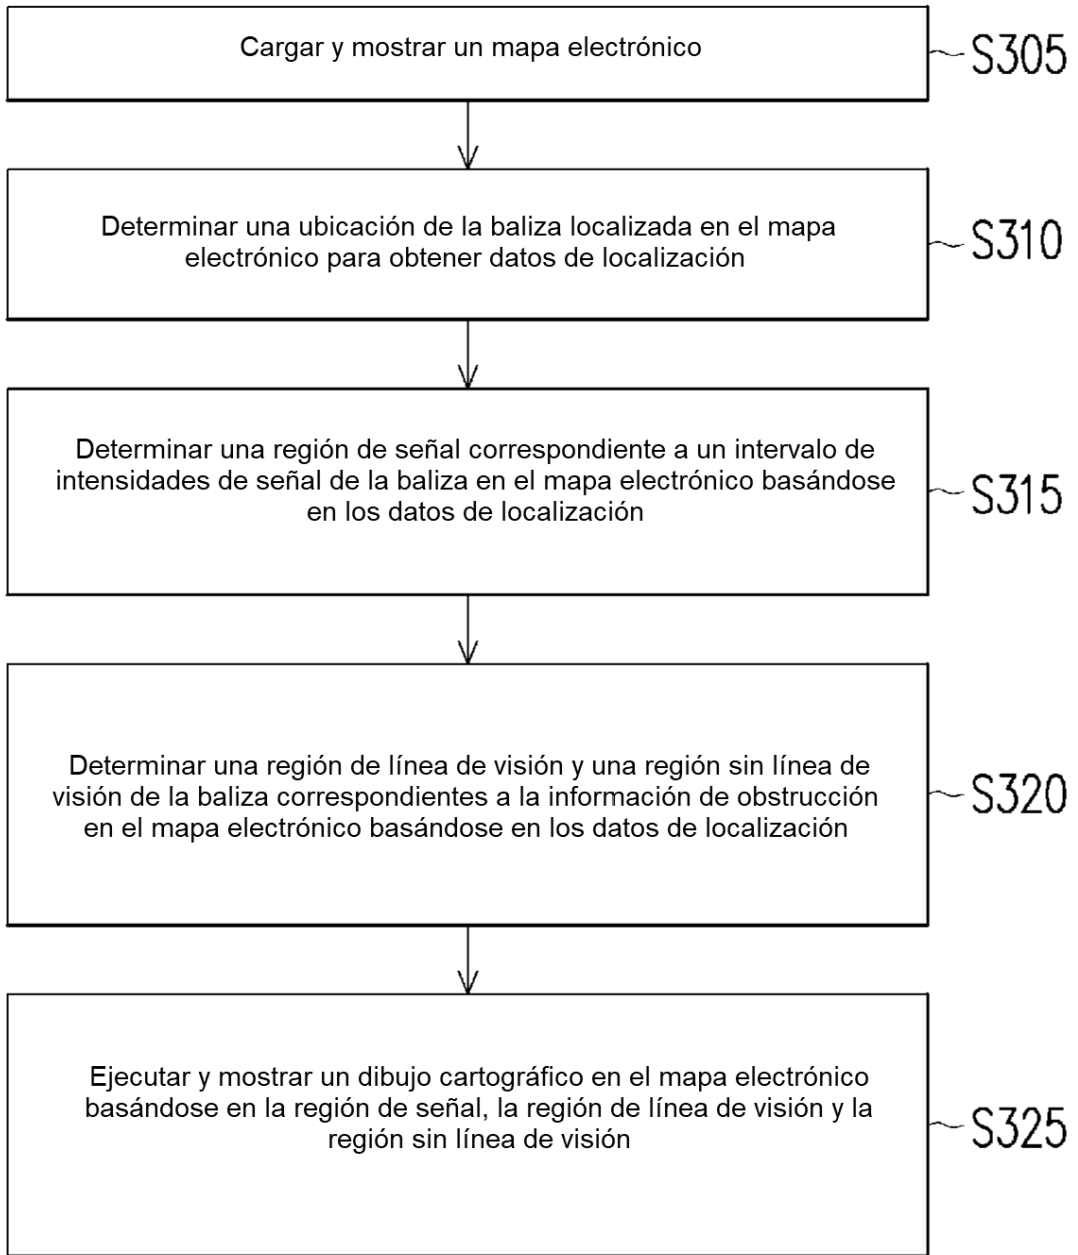 Cargar y mostrar un mapa electrónico
S305
Determinar una ubicación de la baliza localizada en el mapa
electrónico para obtener datos de localización
S310
Determinar una región de señal correspondiente a un intervalo de
intensidades de señal de la baliza en el mapa electrónico basándose
en los datos de localización
S315
Determinar una región de línea de visión y una región sin línea de
visión de la baliza correspondientes a la información de obstrucción
en el mapa electrónico basándose en los datos de localización
S320
Ejecutar y mostrar un dibujo cartográfico en el mapa electrónico
basándose en la región de señal, la región de línea de visión y la
región sin línea de visión
S325